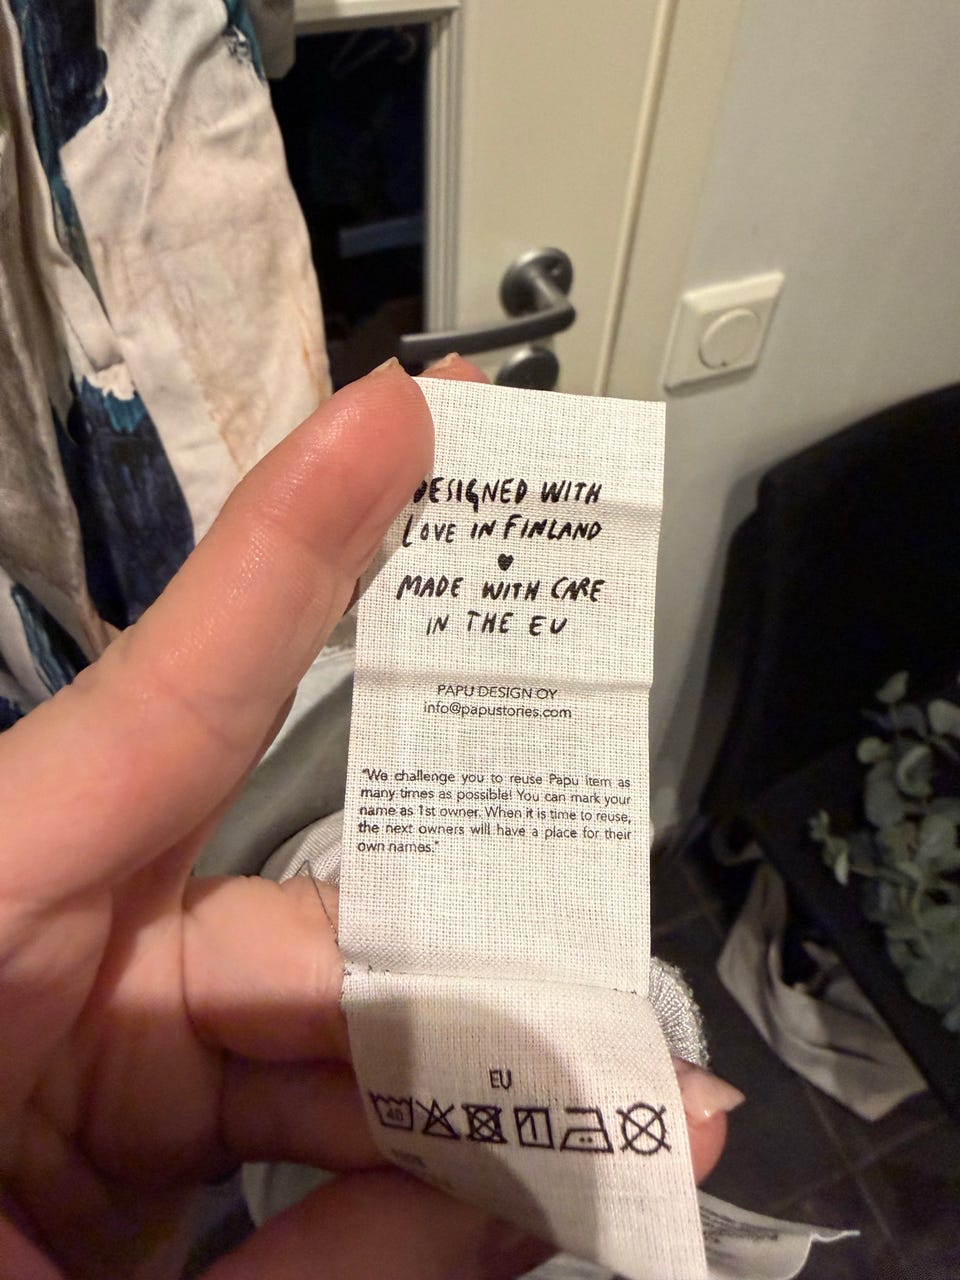 DESIGNED WITH
LOVE IN FINLAND
MADE WITH CARE
IN THE EU
PAPU DESIGN OY
info@papustories.com
"We challenge you to reuse Papu item as
many times as possible! You can mark your
name as 1st owner. When it is time to reuse,
the next owners will have a place for their
own names."
EU
40